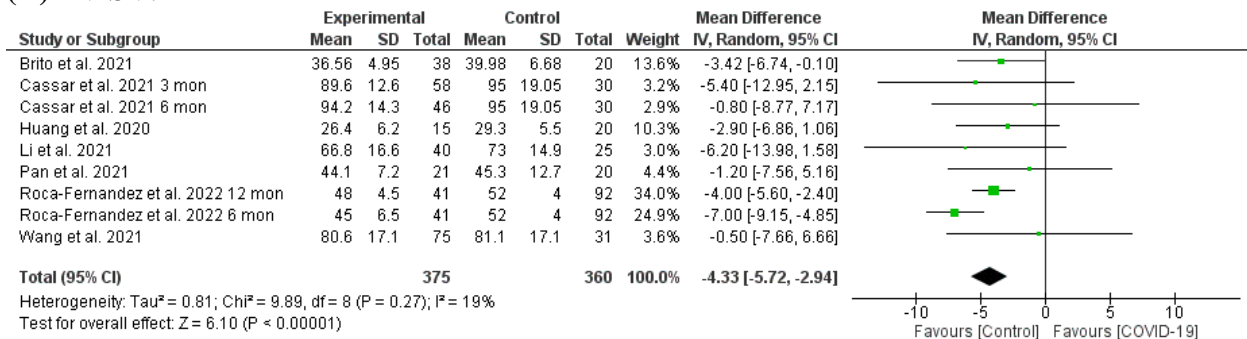 Experimental Control Mean Difference Mean Difference
Study or Subgroup Mean SD Total Mean SD Total Weight IV, Random, 95% CI IV, Random, 95% CI
Brito et al. 2021 36.56 4.95 38 39.98 6.68 20 13.6% -3.42 [-6.74, -0.10]
Cassar et al. 2021 3 mon 89.6 12.6 58 95 19.05 30 3.2% -5.40 [-12.95, 2.15]
Cassar et al. 2021 6 mon 94.2 14.3 46 95 19.05 30 2.9% -0.80 [-8.77, 7.17]
Huang et al. 2020 26.4 6.2 15 29.3 5.5 20 10.3% -2.90 [-6.86, 1.06]
Li et al. 2021 66.8 16.6 40 73 14.9 25 3.0% -6.20 [-13.98, 1.58]
Pan et al. 2021 44.1 7.2 21 45.3 12.7 20 4.4% -1.20 [-7.56, 5.16]
Roca-Fernandez et al. 2022 12 mon 48 4.5 41 52 4 92 34.0% -4.00 [-5.60, -2.40]
Roca-Fernandez et al. 2022 6 mon 45 6.5 41 52 4 92 24.9% -7.00 [-9.15, -4.85]
Wang et al. 2021 80.6 17.1 75 81.1 17.1 31 3.6% -0.50 [-7.66, 6.66]
Total (95% CI) 375 360 100.0% -4.33 [-5.72, -2.94]
Heterogeneity: Tau² = 0.81; Chi² = 9.89, df = 8 (P = 0.27); I² = 19%
Test for overall effect: Z = 6.10 (P < 0.00001)
-10 -5 0 5 10
Favours [Control] Favours [COVID-19]